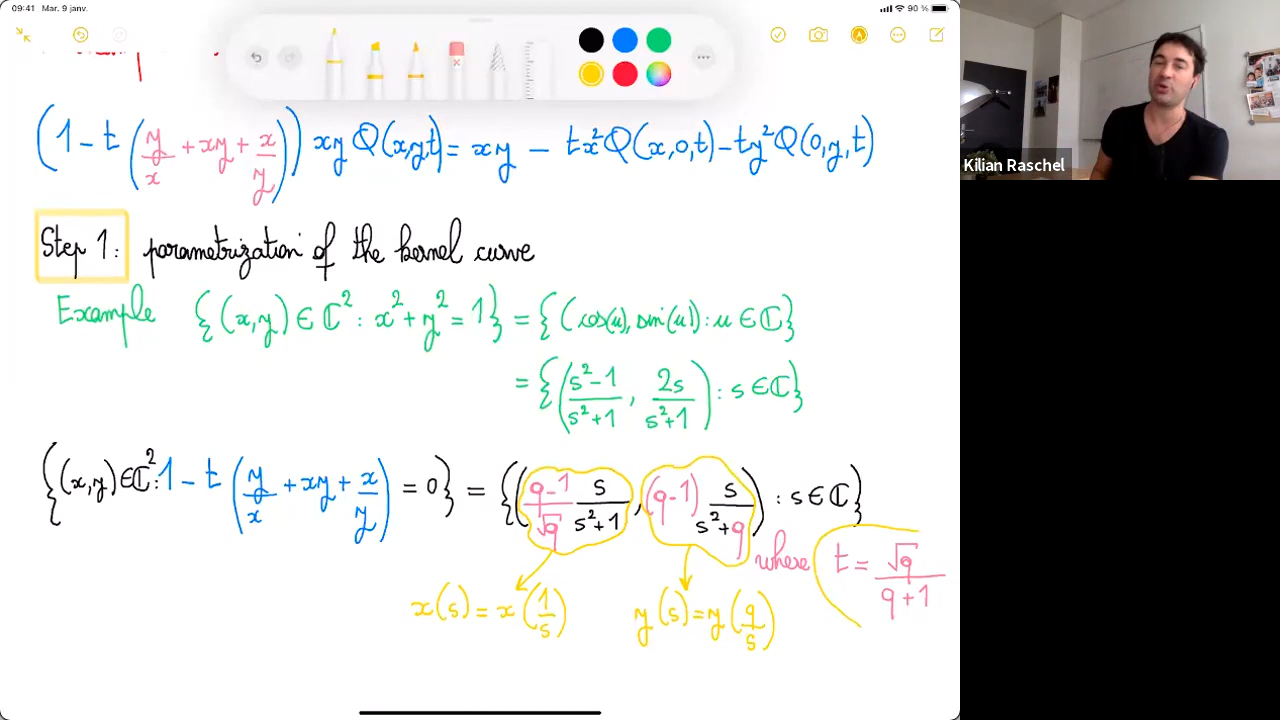 09:41 Mar. 9 janv.
90 %
(1 - t (y/x + xy + x/y)) xy Q(x,y,t) = xy - tx² Q(x,0,t) - ty² Q(0,y,t)
Kilian Raschel
Step 1: parametrization of the kernel curve
Example {(x,y) ∈ ℂ² : x² + y² = 1} = {(cos(u), sin(u)) : u ∈ ℂ}
= {(s²-1/s²+1, 2s/s²+1) : s ∈ ℂ}
{(x,y) ∈ ℂ² : 1 - t (y/x + xy + x/y) = 0} = {(q-1/√q s/s²+1, (q-1) s/s²+q) : s ∈ ℂ}
where t = √q/q+1
x(s) = x(1/s) y(s) = y(q/s)